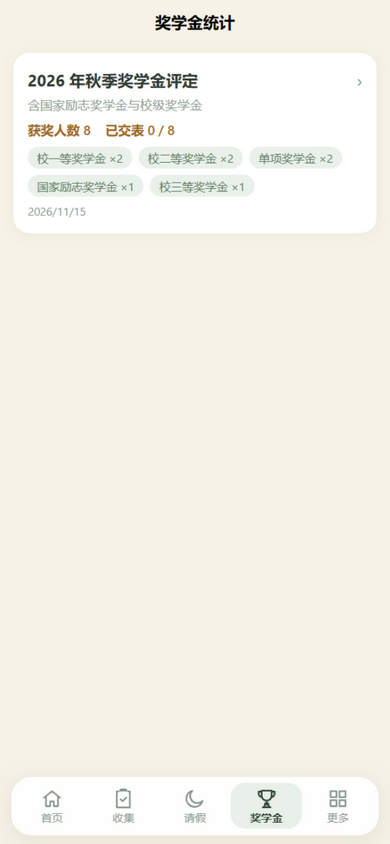 奖学金统计
2026 年秋季奖学金评定
含国家励志奖学金与校级奖学金
获奖人数 8 已交表 0 / 8
校一等奖学金 ×2 校二等奖学金 ×2 单项奖学金 ×2
国家励志奖学金 ×1 校三等奖学金 ×1
2026/11/15
首页 收集 请假 奖学金 更多